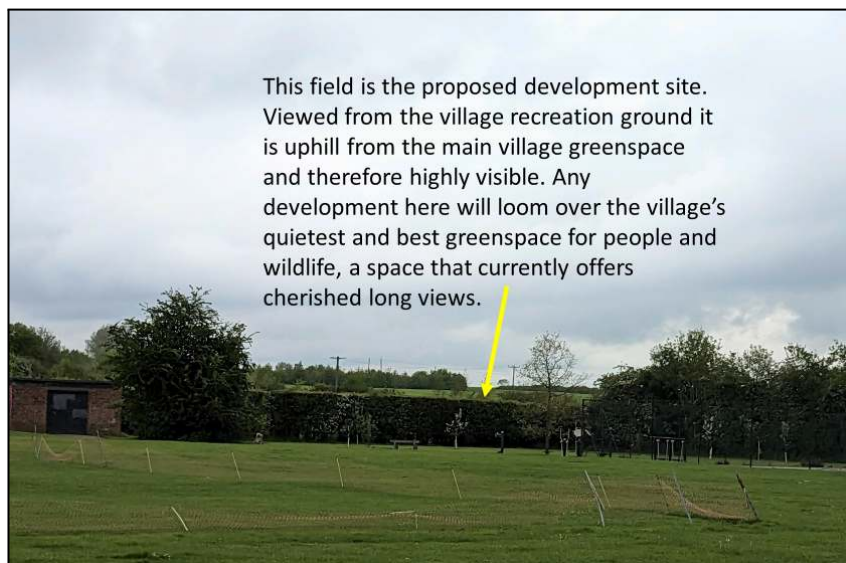 This field is the proposed development site.
Viewed from the village recreation ground it
is uphill from the main village greenspace
and therefore highly visible. Any
development here will loom over the village’s
quietest and best greenspace for people and
wildlife, a space that currently offers
cherished long views.